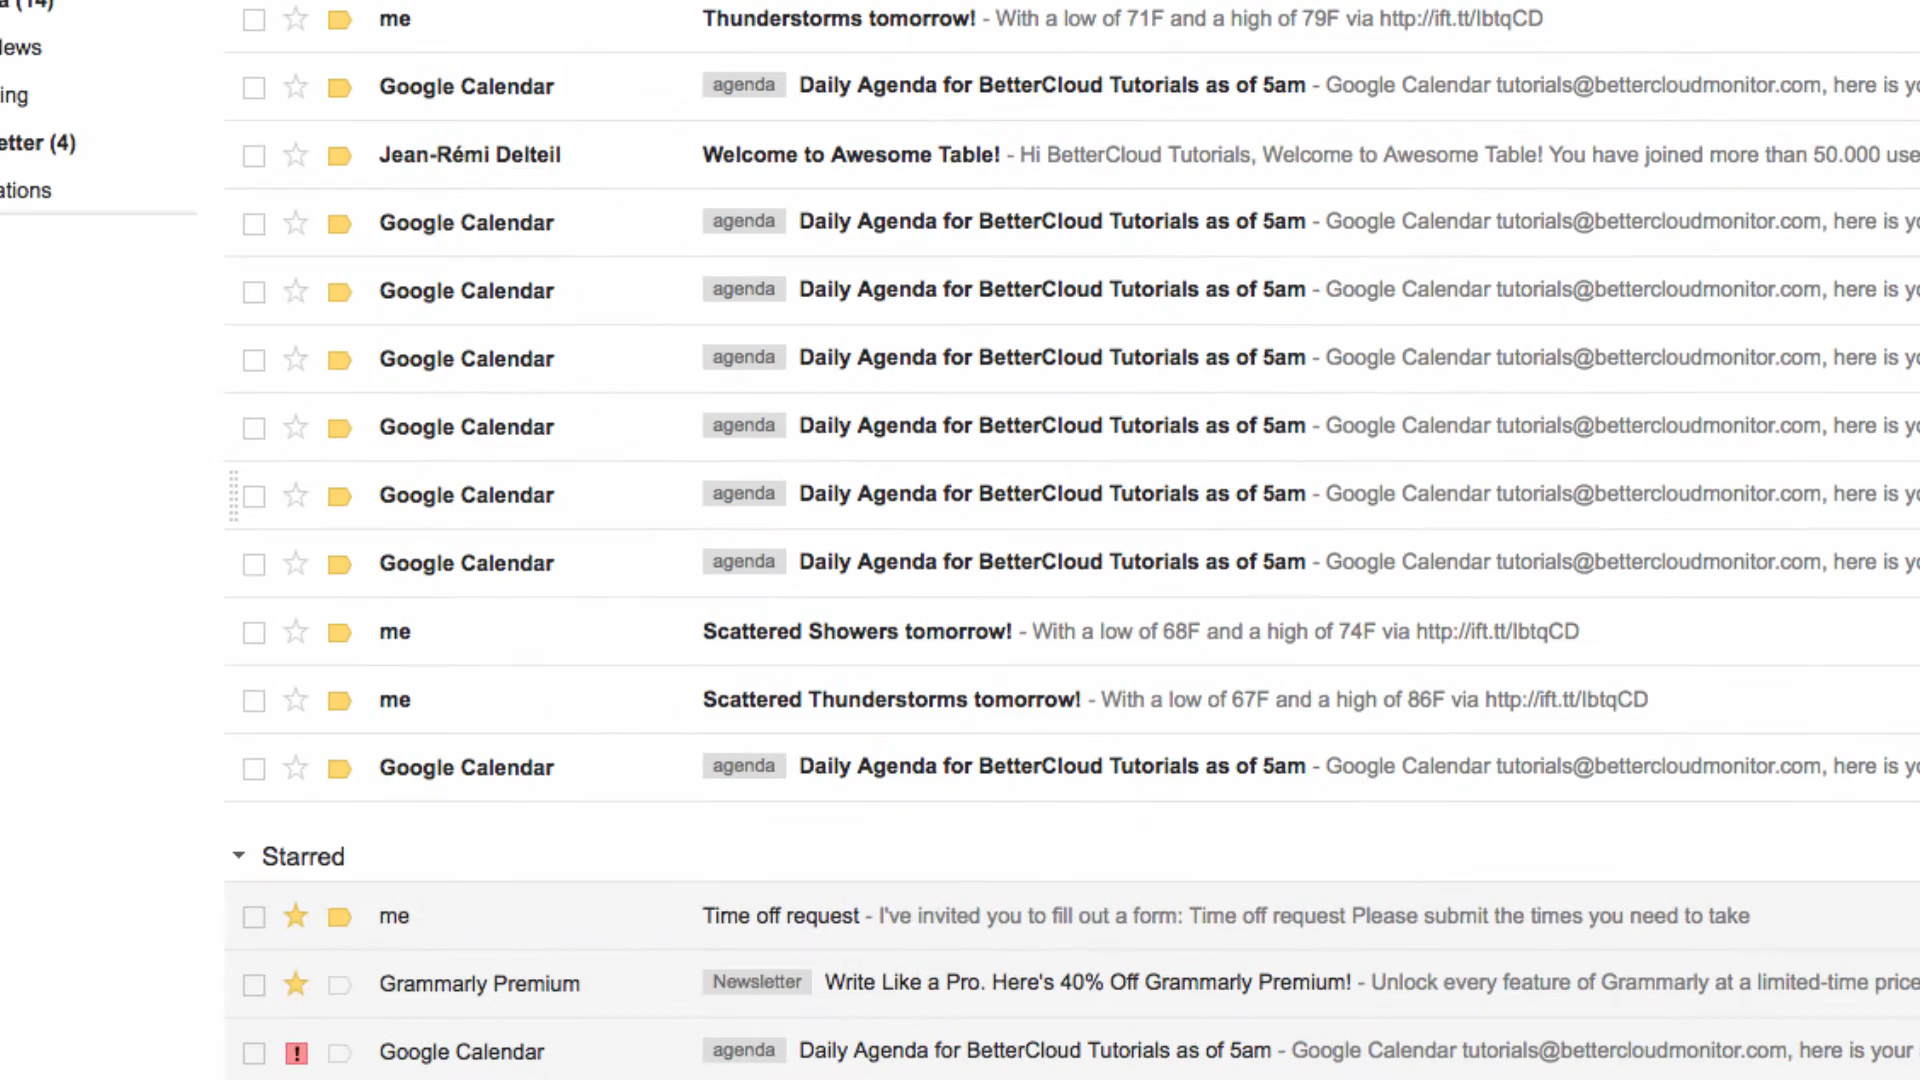 (14)
ews
me Thunderstorms tomorrow! - With a low of 71F and a high of 79F via http://ift.tt/IbtqCD
ing
Google Calendar agenda Daily Agenda for BetterCloud Tutorials as of 5am - Google Calendar tutorials@bettercloudmonitor.com, here is yo
etter (4)
Jean-Rémi Delteil Welcome to Awesome Table! - Hi BetterCloud Tutorials, Welcome to Awesome Table! You have joined more than 50.000 use
ations
Google Calendar agenda Daily Agenda for BetterCloud Tutorials as of 5am - Google Calendar tutorials@bettercloudmonitor.com, here is yo
Google Calendar agenda Daily Agenda for BetterCloud Tutorials as of 5am - Google Calendar tutorials@bettercloudmonitor.com, here is yo
Google Calendar agenda Daily Agenda for BetterCloud Tutorials as of 5am - Google Calendar tutorials@bettercloudmonitor.com, here is yo
Google Calendar agenda Daily Agenda for BetterCloud Tutorials as of 5am - Google Calendar tutorials@bettercloudmonitor.com, here is yo
Google Calendar agenda Daily Agenda for BetterCloud Tutorials as of 5am - Google Calendar tutorials@bettercloudmonitor.com, here is yo
Google Calendar agenda Daily Agenda for BetterCloud Tutorials as of 5am - Google Calendar tutorials@bettercloudmonitor.com, here is yo
me Scattered Showers tomorrow! - With a low of 68F and a high of 74F via http://ift.tt/IbtqCD
me Scattered Thunderstorms tomorrow! - With a low of 67F and a high of 86F via http://ift.tt/IbtqCD
Google Calendar agenda Daily Agenda for BetterCloud Tutorials as of 5am - Google Calendar tutorials@bettercloudmonitor.com, here is yo
Starred
me Time off request - I've invited you to fill out a form: Time off request Please submit the times you need to take
Grammarly Premium Newsletter Write Like a Pro. Here's 40% Off Grammarly Premium! - Unlock every feature of Grammarly at a limited-time price
Google Calendar agenda Daily Agenda for BetterCloud Tutorials as of 5am - Google Calendar tutorials@bettercloudmonitor.com, here is your